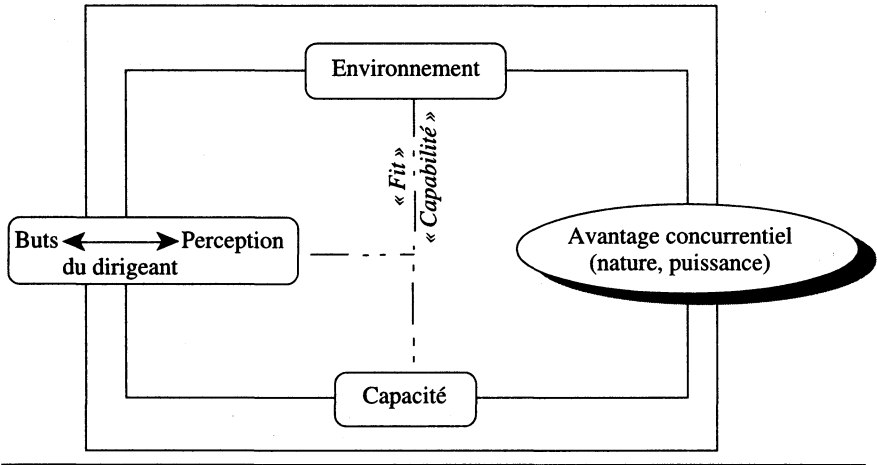 Environnement
« Fit »
« Capabilité »
Buts Perception
du dirigeant
Avantage concurrentiel
(nature, puissance)
Capacité